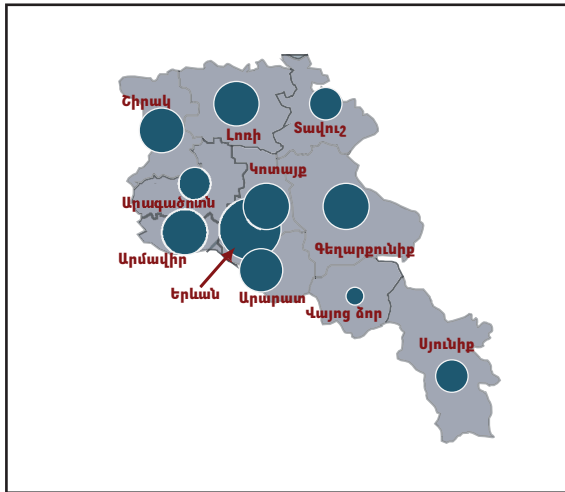 Շիրակ
Լոռի
Տավուշ
Կոտայք
Արագածոտն
Գեղարքունիք
Արմավիր
Երևան
Արարատ
Վայոց ձոր
Սյունիք